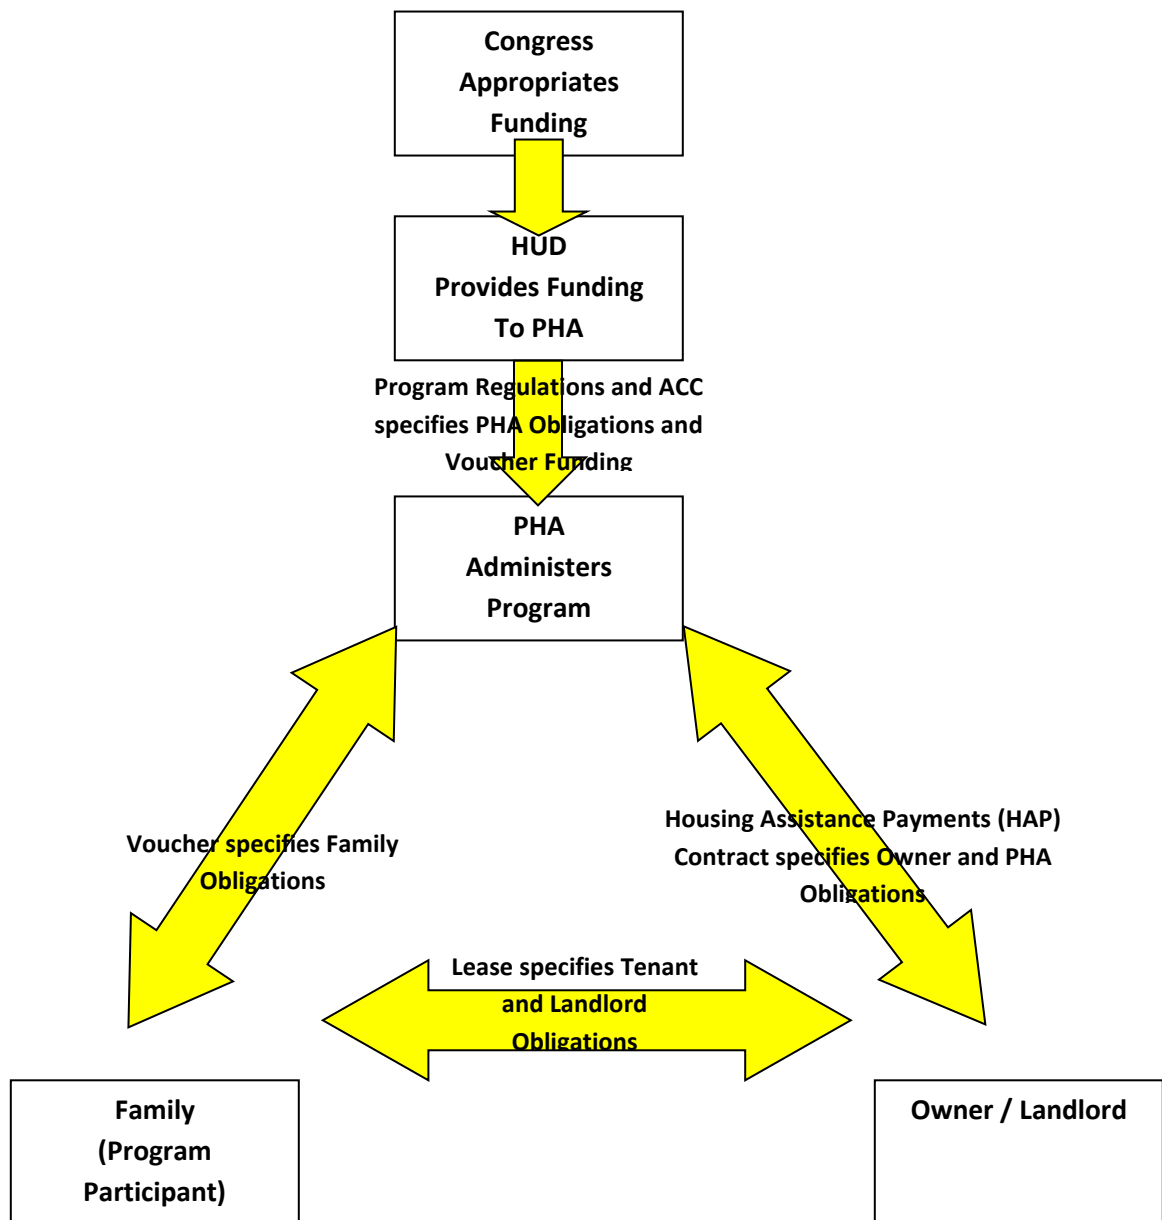 Congress
Appropriates
Funding
HUD
Provides Funding
To PHA
Program Regulations and ACC
specifies PHA Obligations and
Voucher Funding
PHA
Administers
Program
Voucher specifies Family
Obligations
Housing Assistance Payments (HAP)
Contract specifies Owner and PHA
Obligations
Lease specifies Tenant
and Landlord
Obligations
Family
(Program
Participant)
Owner / Landlord